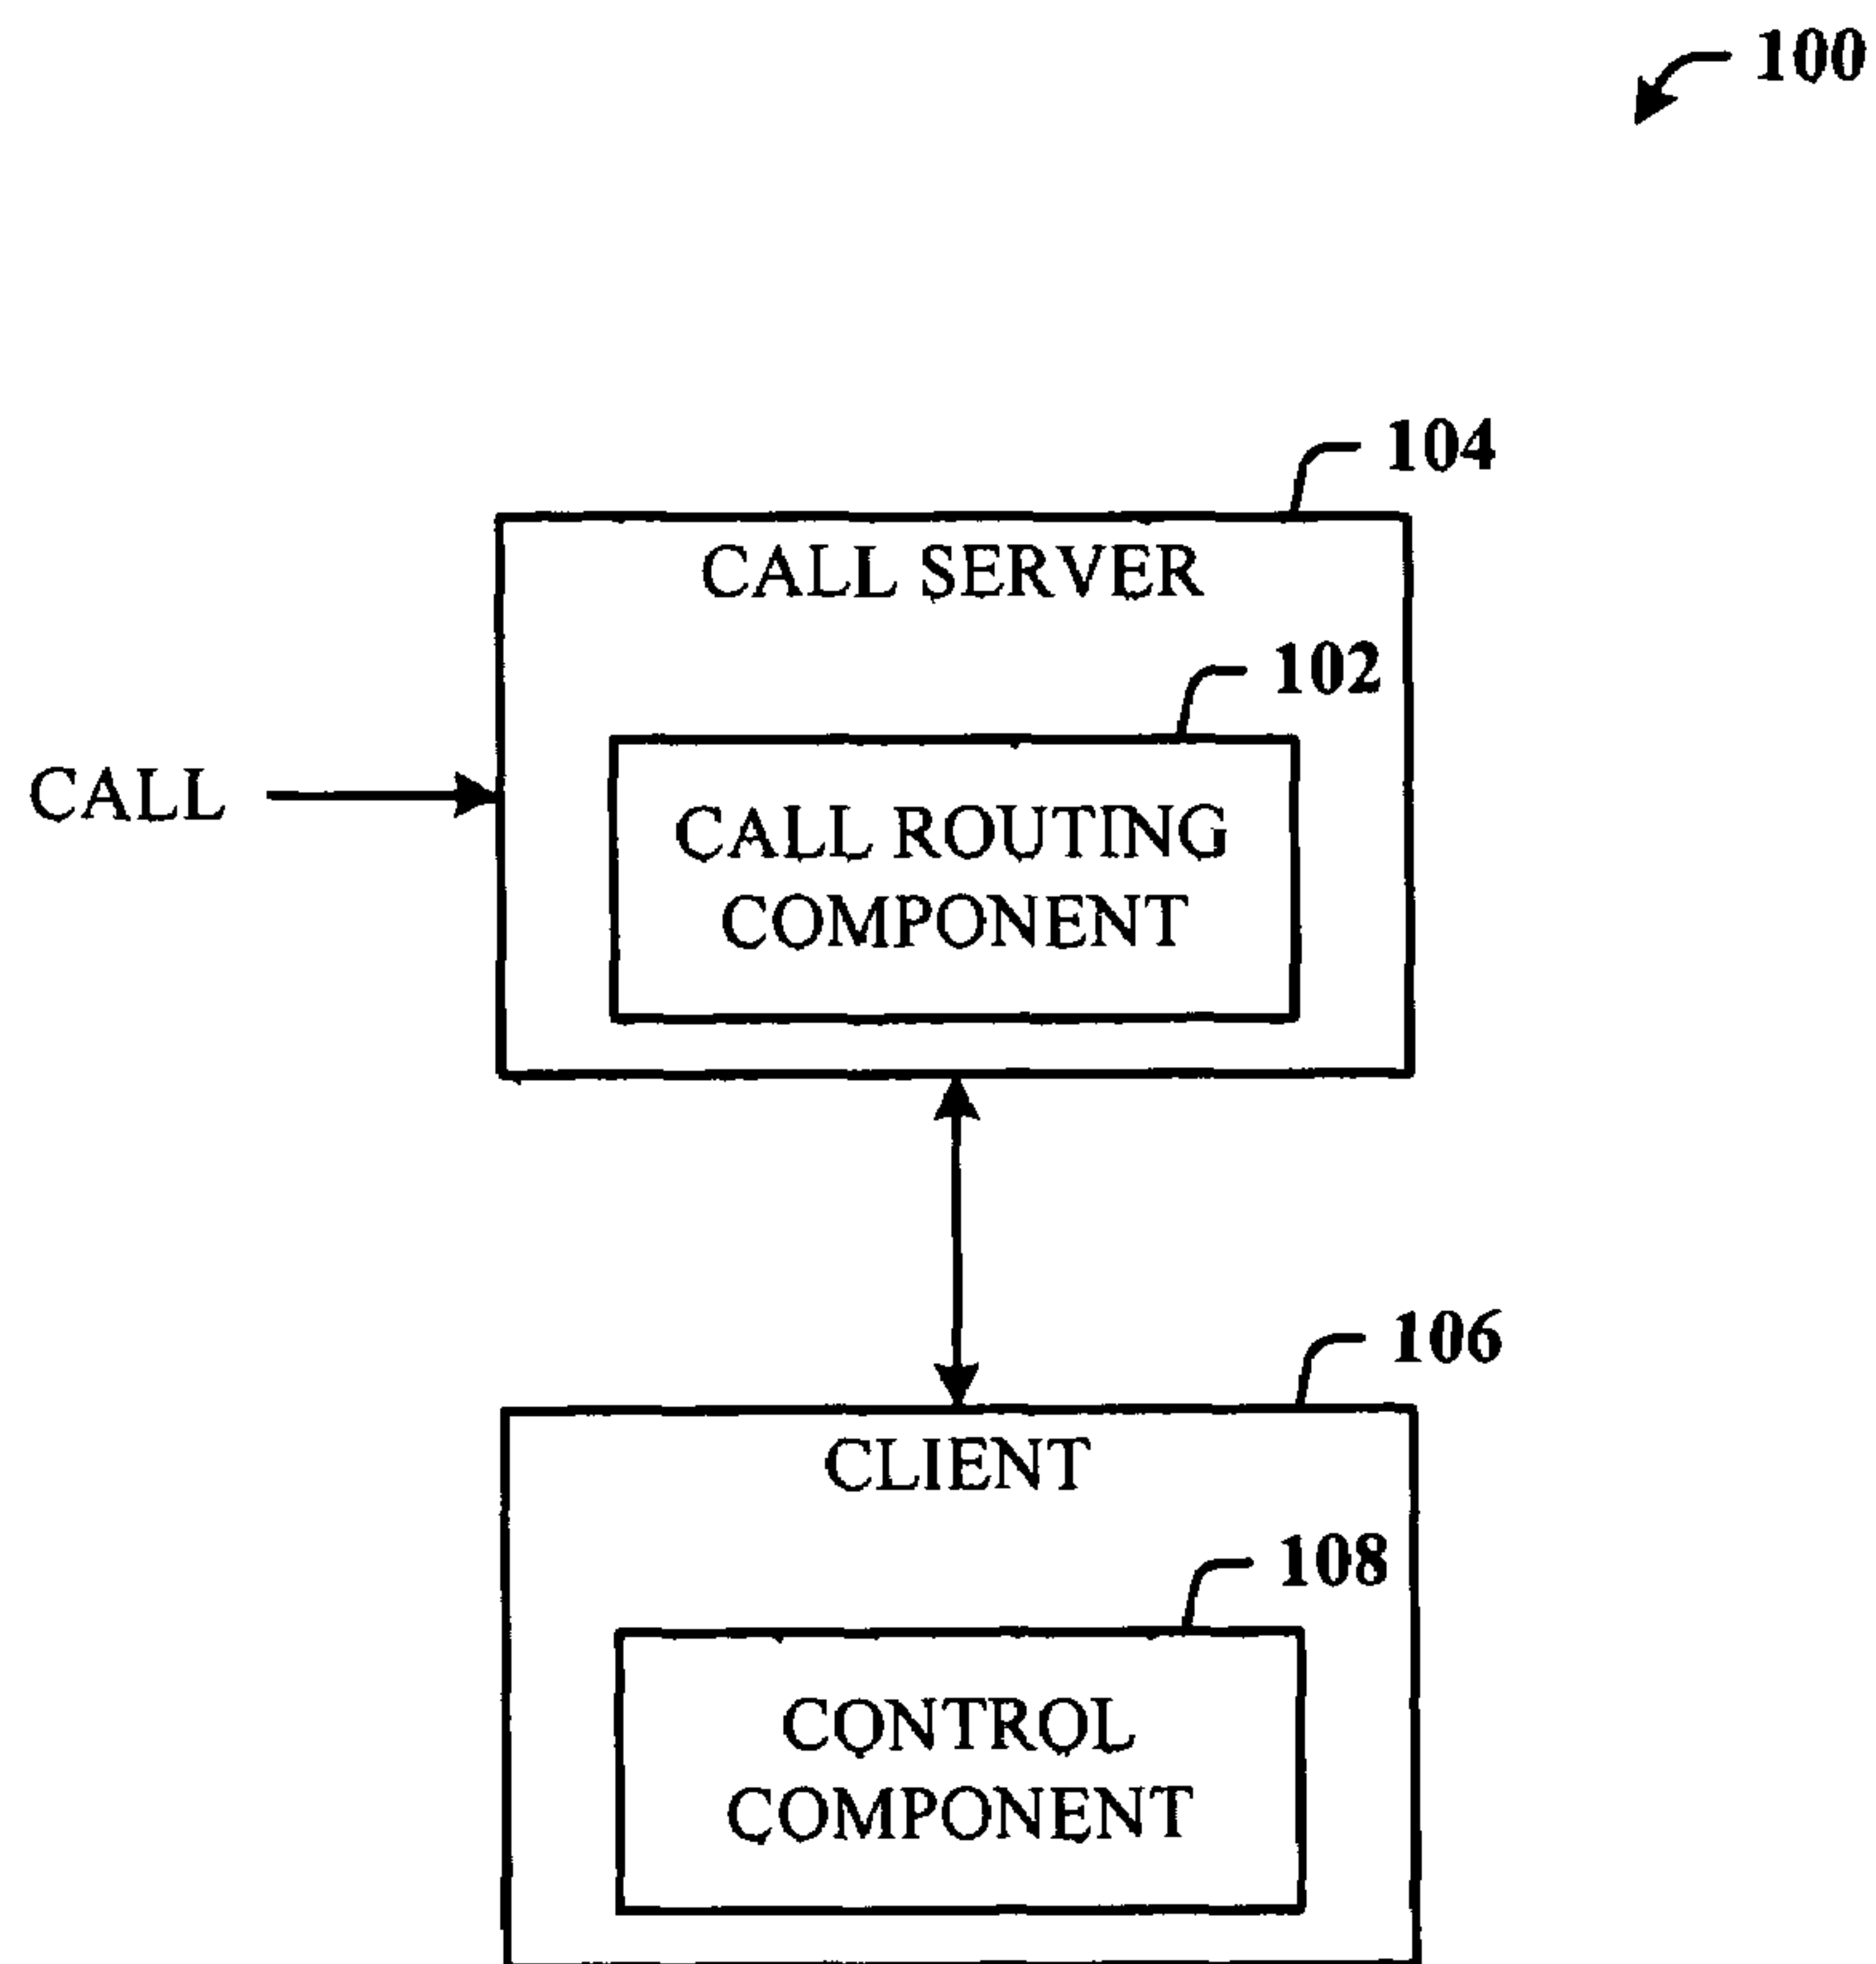 100
104
CALL SERVER
102
CALL
CALL ROUTING
COMPONENT
106
CLIENT
108
CONTROL
COMPONENT